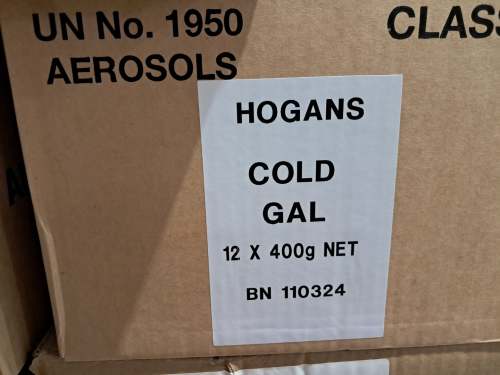 UN No. 1950
AEROSOLS
CLASS
HOGANS
COLD
GAL
12 X 400g NET
BN 110324